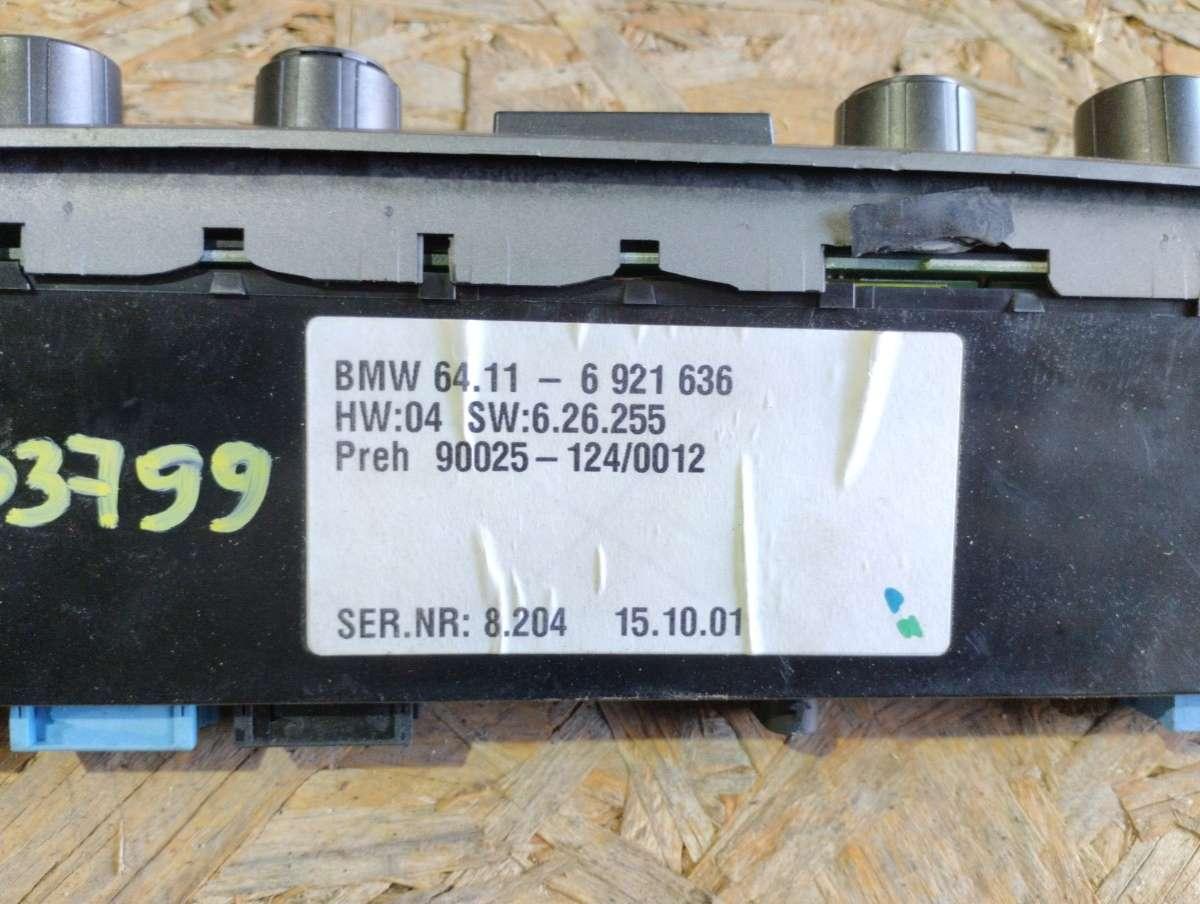 BMW 64.11 – 6 921 636
HW:04 SW:6.26.255
Preh 90025-124/0012
3799
SER.NR: 8.204 15.10.01